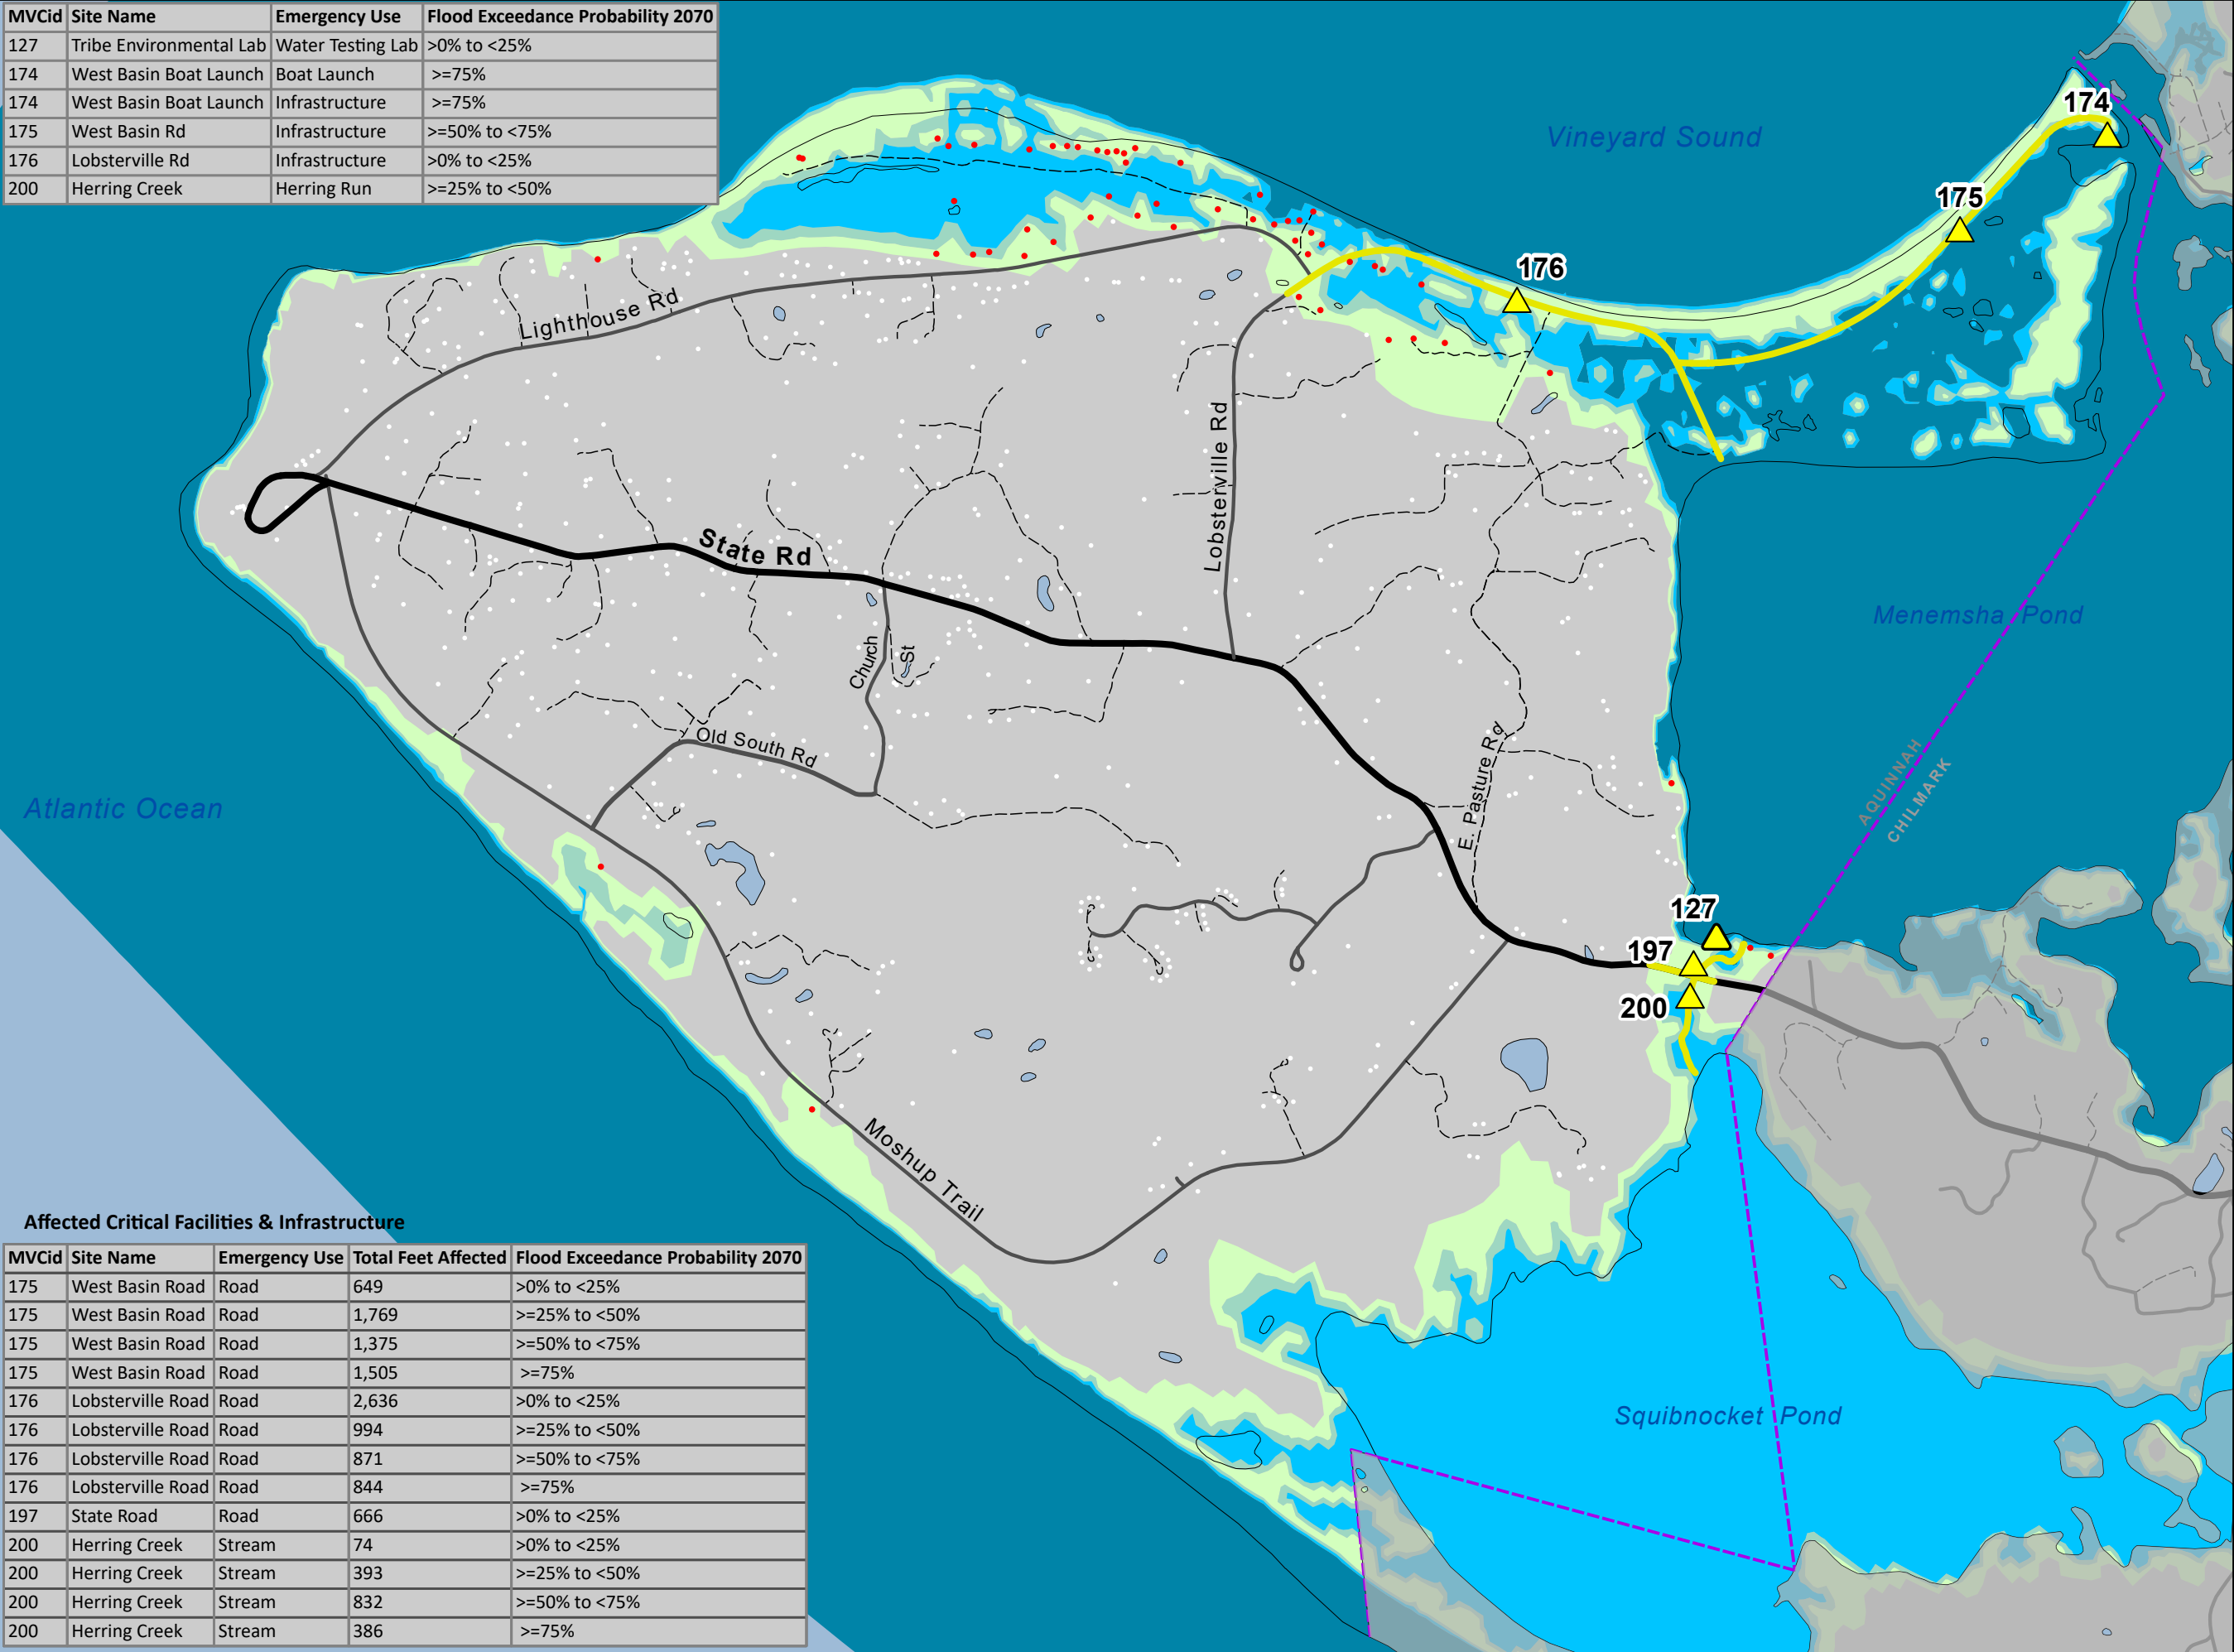 MVCid Site Name Emergency Use Flood Exceedance Probability 2070
127 Tribe Environmental Lab Water Testing Lab >0% to <25%
174 West Basin Boat Launch Boat Launch >=75%
174 West Basin Boat Launch Infrastructure >=75%
175 West Basin Rd Infrastructure >=50% to <75%
176 Lobsterville Rd Infrastructure >0% to <25%
200 Herring Creek Herring Run >=25% to <50%
174
Vineyard Sound
175
176
Lighthouse Rd
Lobsterville Rd
State Rd
Menemsha Pond
Church St
Old South Rd
E. Pasture Rd
AQUINNAH
CHILMARK
Atlantic Ocean
127
197
200
Moshup Trail
Squibnocket Pond
Affected Critical Facilities & Infrastructure
MVCid Site Name Emergency Use Total Feet Affected Flood Exceedance Probability 2070
175 West Basin Road Road 649 >0% to <25%
175 West Basin Road Road 1,769 >=25% to <50%
175 West Basin Road Road 1,375 >=50% to <75%
175 West Basin Road Road 1,505 >=75%
176 Lobsterville Road Road 2,636 >0% to <25%
176 Lobsterville Road Road 994 >=25% to <50%
176 Lobsterville Road Road 871 >=50% to <75%
176 Lobsterville Road Road 844 >=75%
197 State Road Road 666 >0% to <25%
200 Herring Creek Stream 74 >0% to <25%
200 Herring Creek Stream 393 >=25% to <50%
200 Herring Creek Stream 832 >=50% to <75%
200 Herring Creek Stream 386 >=75%